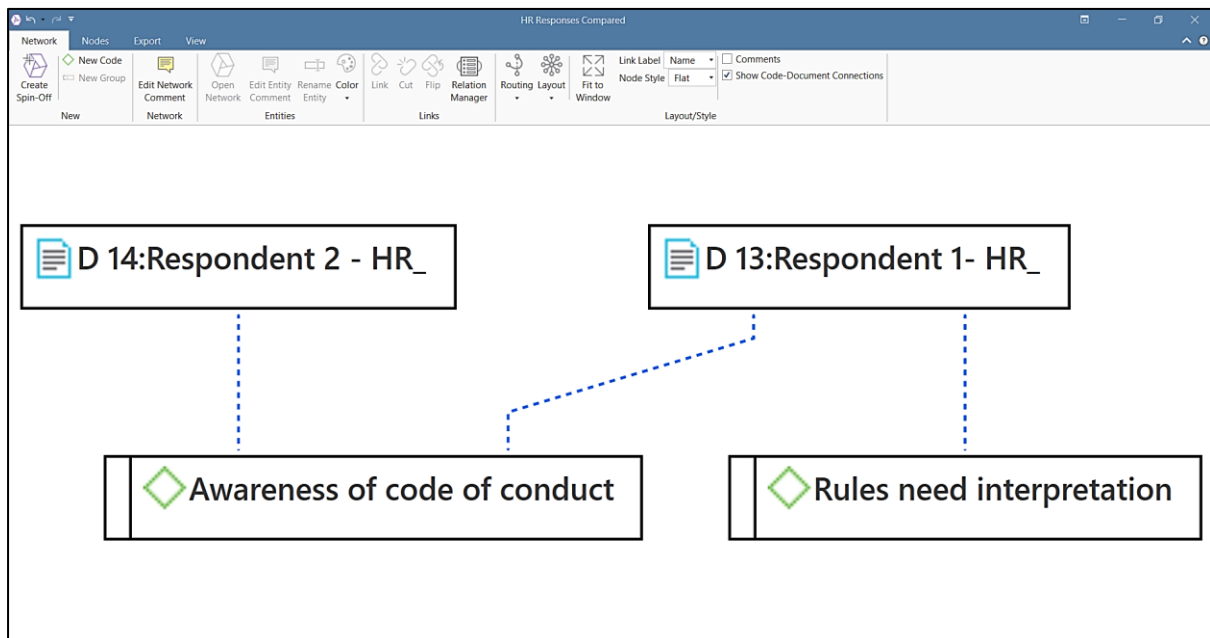 HR Responses Compared
Network Nodes Export View
Create Spin-Off
New Code
New Group
New
Edit Network Comment
Network
Open Network
Edit Entity Comment
Rename Entity
Color
Entities
Link
Cut
Flip
Relation Manager
Links
Routing
Layout
Fit to Window
Link Label Name
Node Style Flat
Comments
Show Code-Document Connections
Layout/Style
D 14:Respondent 2 - HR_
D 13:Respondent 1- HR_
Awareness of code of conduct
Rules need interpretation